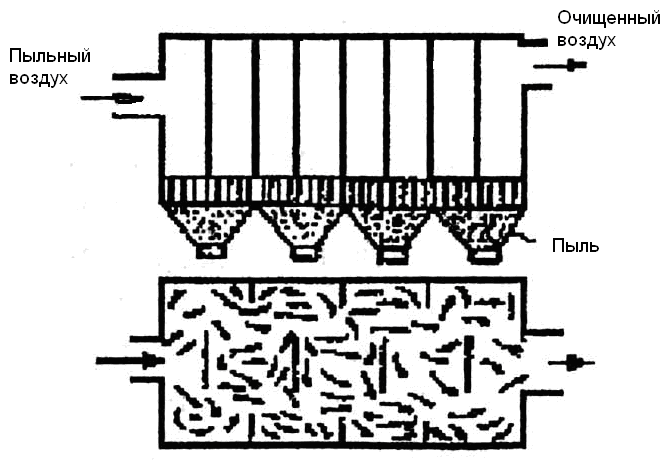 Очищенный
воздух
Пыльный
воздух
Пыль